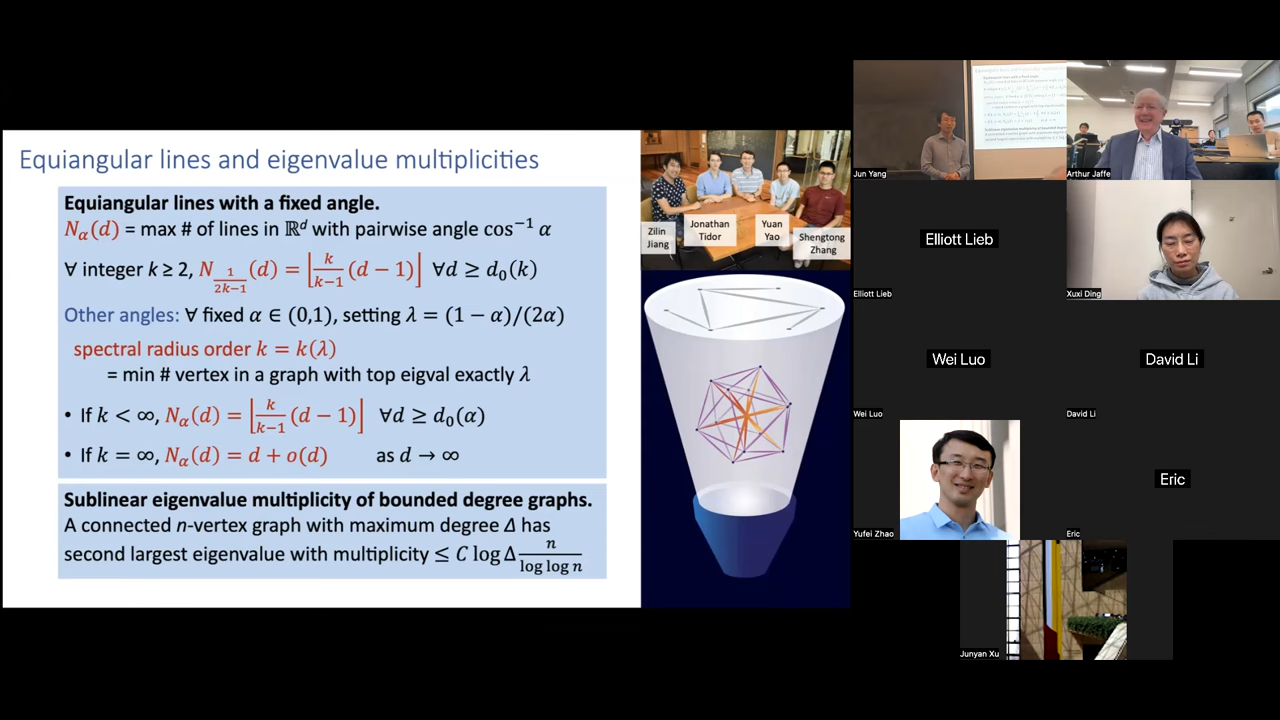 Equiangular lines and eigenvalue multiplicities
Equiangular lines with a fixed angle.
N_α(d) = max # of lines in ℝ^d with pairwise angle cos⁻¹ α
∀ integer k ≥ 2, N_{1/(2k−1)}(d) = ⌊k/(k−1) (d − 1)⌋ ∀d ≥ d₀(k)
Other angles: ∀ fixed α ∈ (0,1), setting λ = (1 − α)/(2α)
spectral radius order k = k(λ)
= min # vertex in a graph with top eigval exactly λ
• If k < ∞, N_α(d) = ⌊k/(k−1) (d − 1)⌋ ∀d ≥ d₀(α)
• If k = ∞, N_α(d) = d + o(d) as d → ∞
Sublinear eigenvalue multiplicity of bounded degree graphs.
A connected n-vertex graph with maximum degree Δ has
second largest eigenvalue with multiplicity ≤ C log Δ n/(log log n)
Zilin
Jiang
Jonathan
Tidor
Yuan
Yao
Shengtong
Zhang
Jun Yang
Arthur Jaffe
Elliott Lieb
Elliott Lieb
Xuxi Ding
Wei Luo
Wei Luo
David Li
David Li
Yufei Zhao
Eric
Eric
Junyan Xu